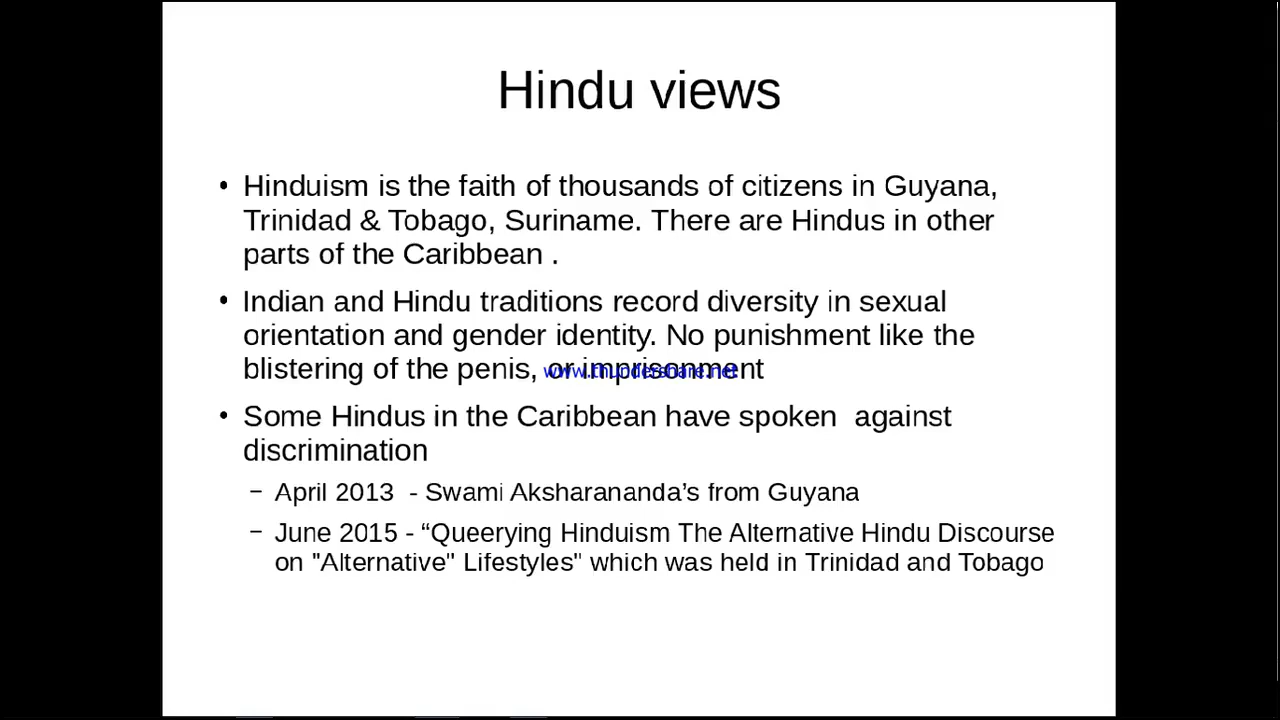 Hindu views
• Hinduism is the faith of thousands of citizens in Guyana,
Trinidad & Tobago, Suriname. There are Hindus in other
parts of the Caribbean .
• Indian and Hindu traditions record diversity in sexual
orientation and gender identity. No punishment like the
blistering of the penis, or imprisonment
www.thundershare.net
• Some Hindus in the Caribbean have spoken  against
discrimination
– April 2013  - Swami Aksharananda’s from Guyana
– June 2015 - “Queerying Hinduism The Alternative Hindu Discourse
on "Alternative" Lifestyles" which was held in Trinidad and Tobago